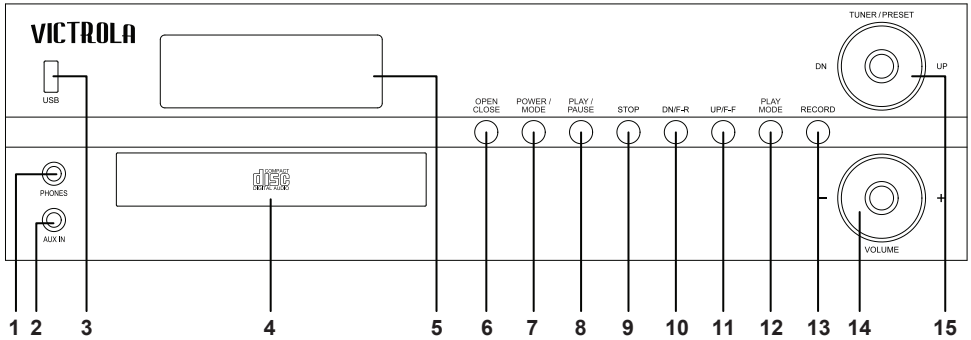 VICTROLA
USB
TUNER / PRESET
DN
UP
OPEN
CLOSE
POWER /
MODE
PLAY /
PAUSE
STOP
DN/F-R
UP/F-F
PLAY
MODE
RECORD
PHONES
AUX IN
COMPACT
disc
DIGITAL AUDIO
-
+
VOLUME
1 2 3 4 5 6 7 8 9 10 11 12 13 14 15